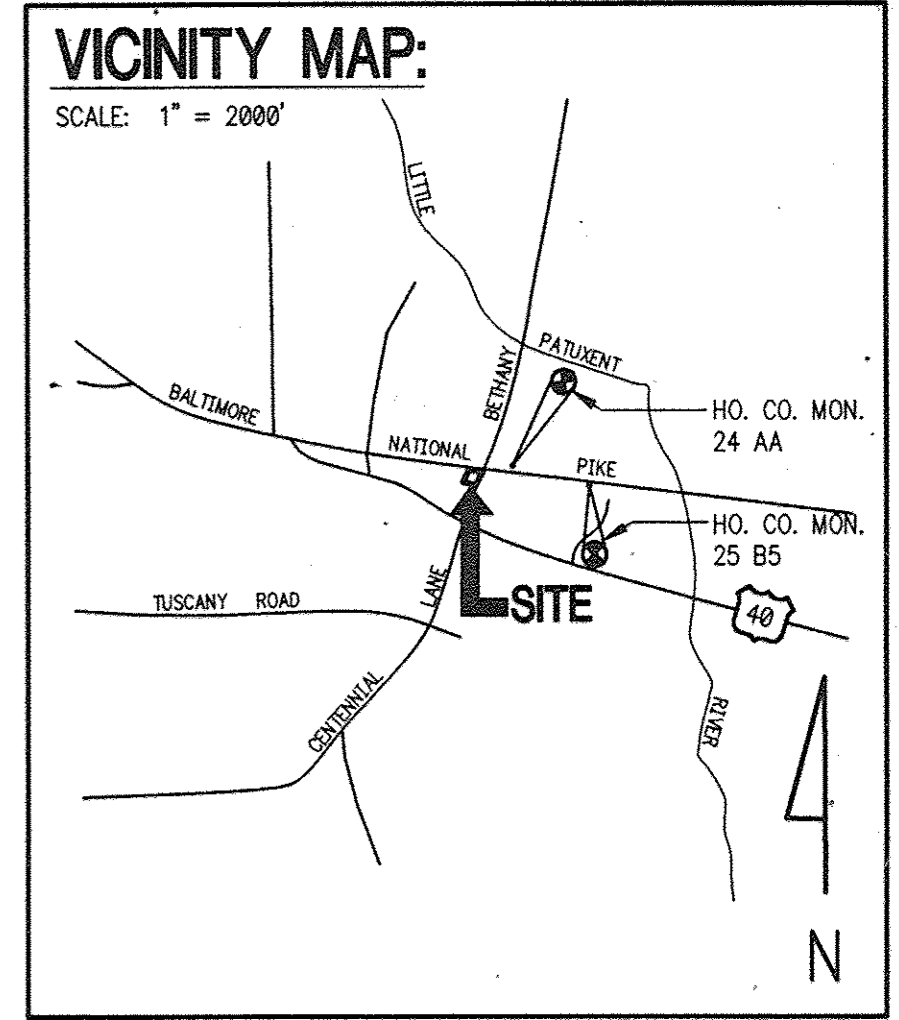 VICINITY MAP:
SCALE: 1" = 2000'
LITTLE
PATUXENT
BETHANY
BALTIMORE
NATIONAL
PIKE
HO. CO. MON.
24 AA
HO. CO. MON.
25 B5
LANE
SITE
TUSCANY ROAD
40
CENTENNIAL
RIVER
N